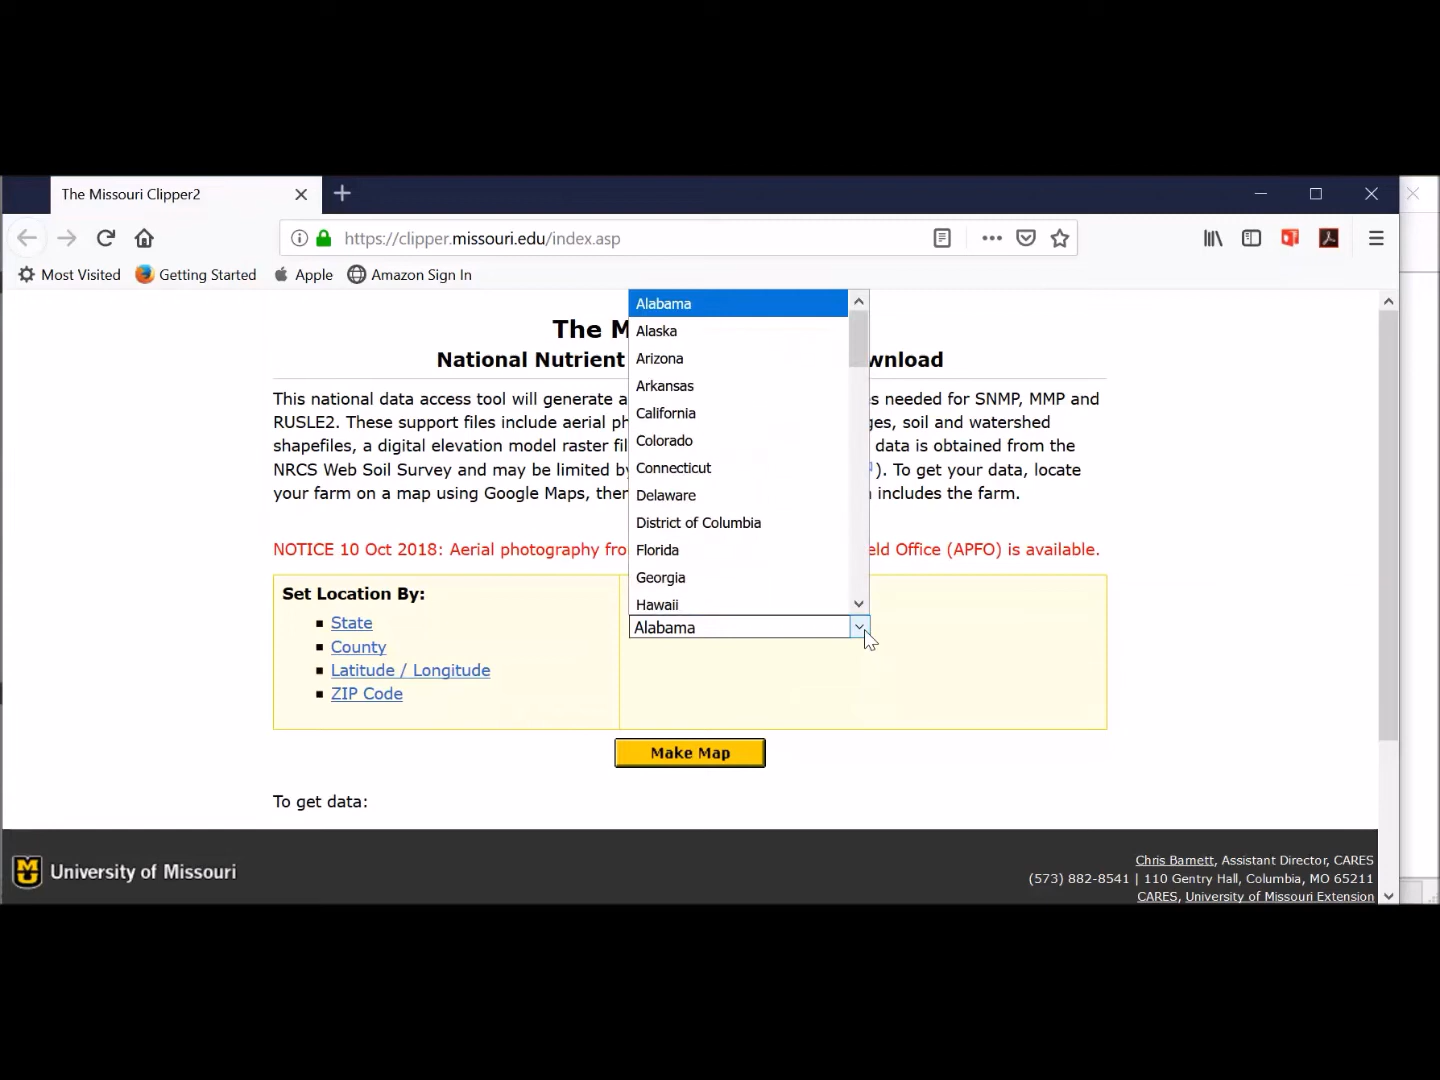 The Missouri Clipper2
https://clipper.missouri.edu/index.asp
Most Visited
Getting Started
Apple
Amazon Sign In
The M
National Nutrient
wnload
This national data access tool will generate a
s needed for SNMP, MMP and
RUSLE2. These support files include aerial ph
ges, soil and watershed
shapefiles, a digital elevation model raster fil
data is obtained from the
NRCS Web Soil Survey and may be limited by
). To get your data, locate
your farm on a map using Google Maps, then
includes the farm.
NOTICE 10 Oct 2018: Aerial photography fro
eld Office (APFO) is available.
Alabama
Alaska
Arizona
Arkansas
California
Colorado
Connecticut
Delaware
District of Columbia
Florida
Georgia
Hawaii
Alabama
Set Location By:
State
County
Latitude / Longitude
ZIP Code
Make Map
To get data:
University of Missouri
Chris Barnett, Assistant Director, CARES
(573) 882-8541 | 110 Gentry Hall, Columbia, MO 65211
CARES, University of Missouri Extension